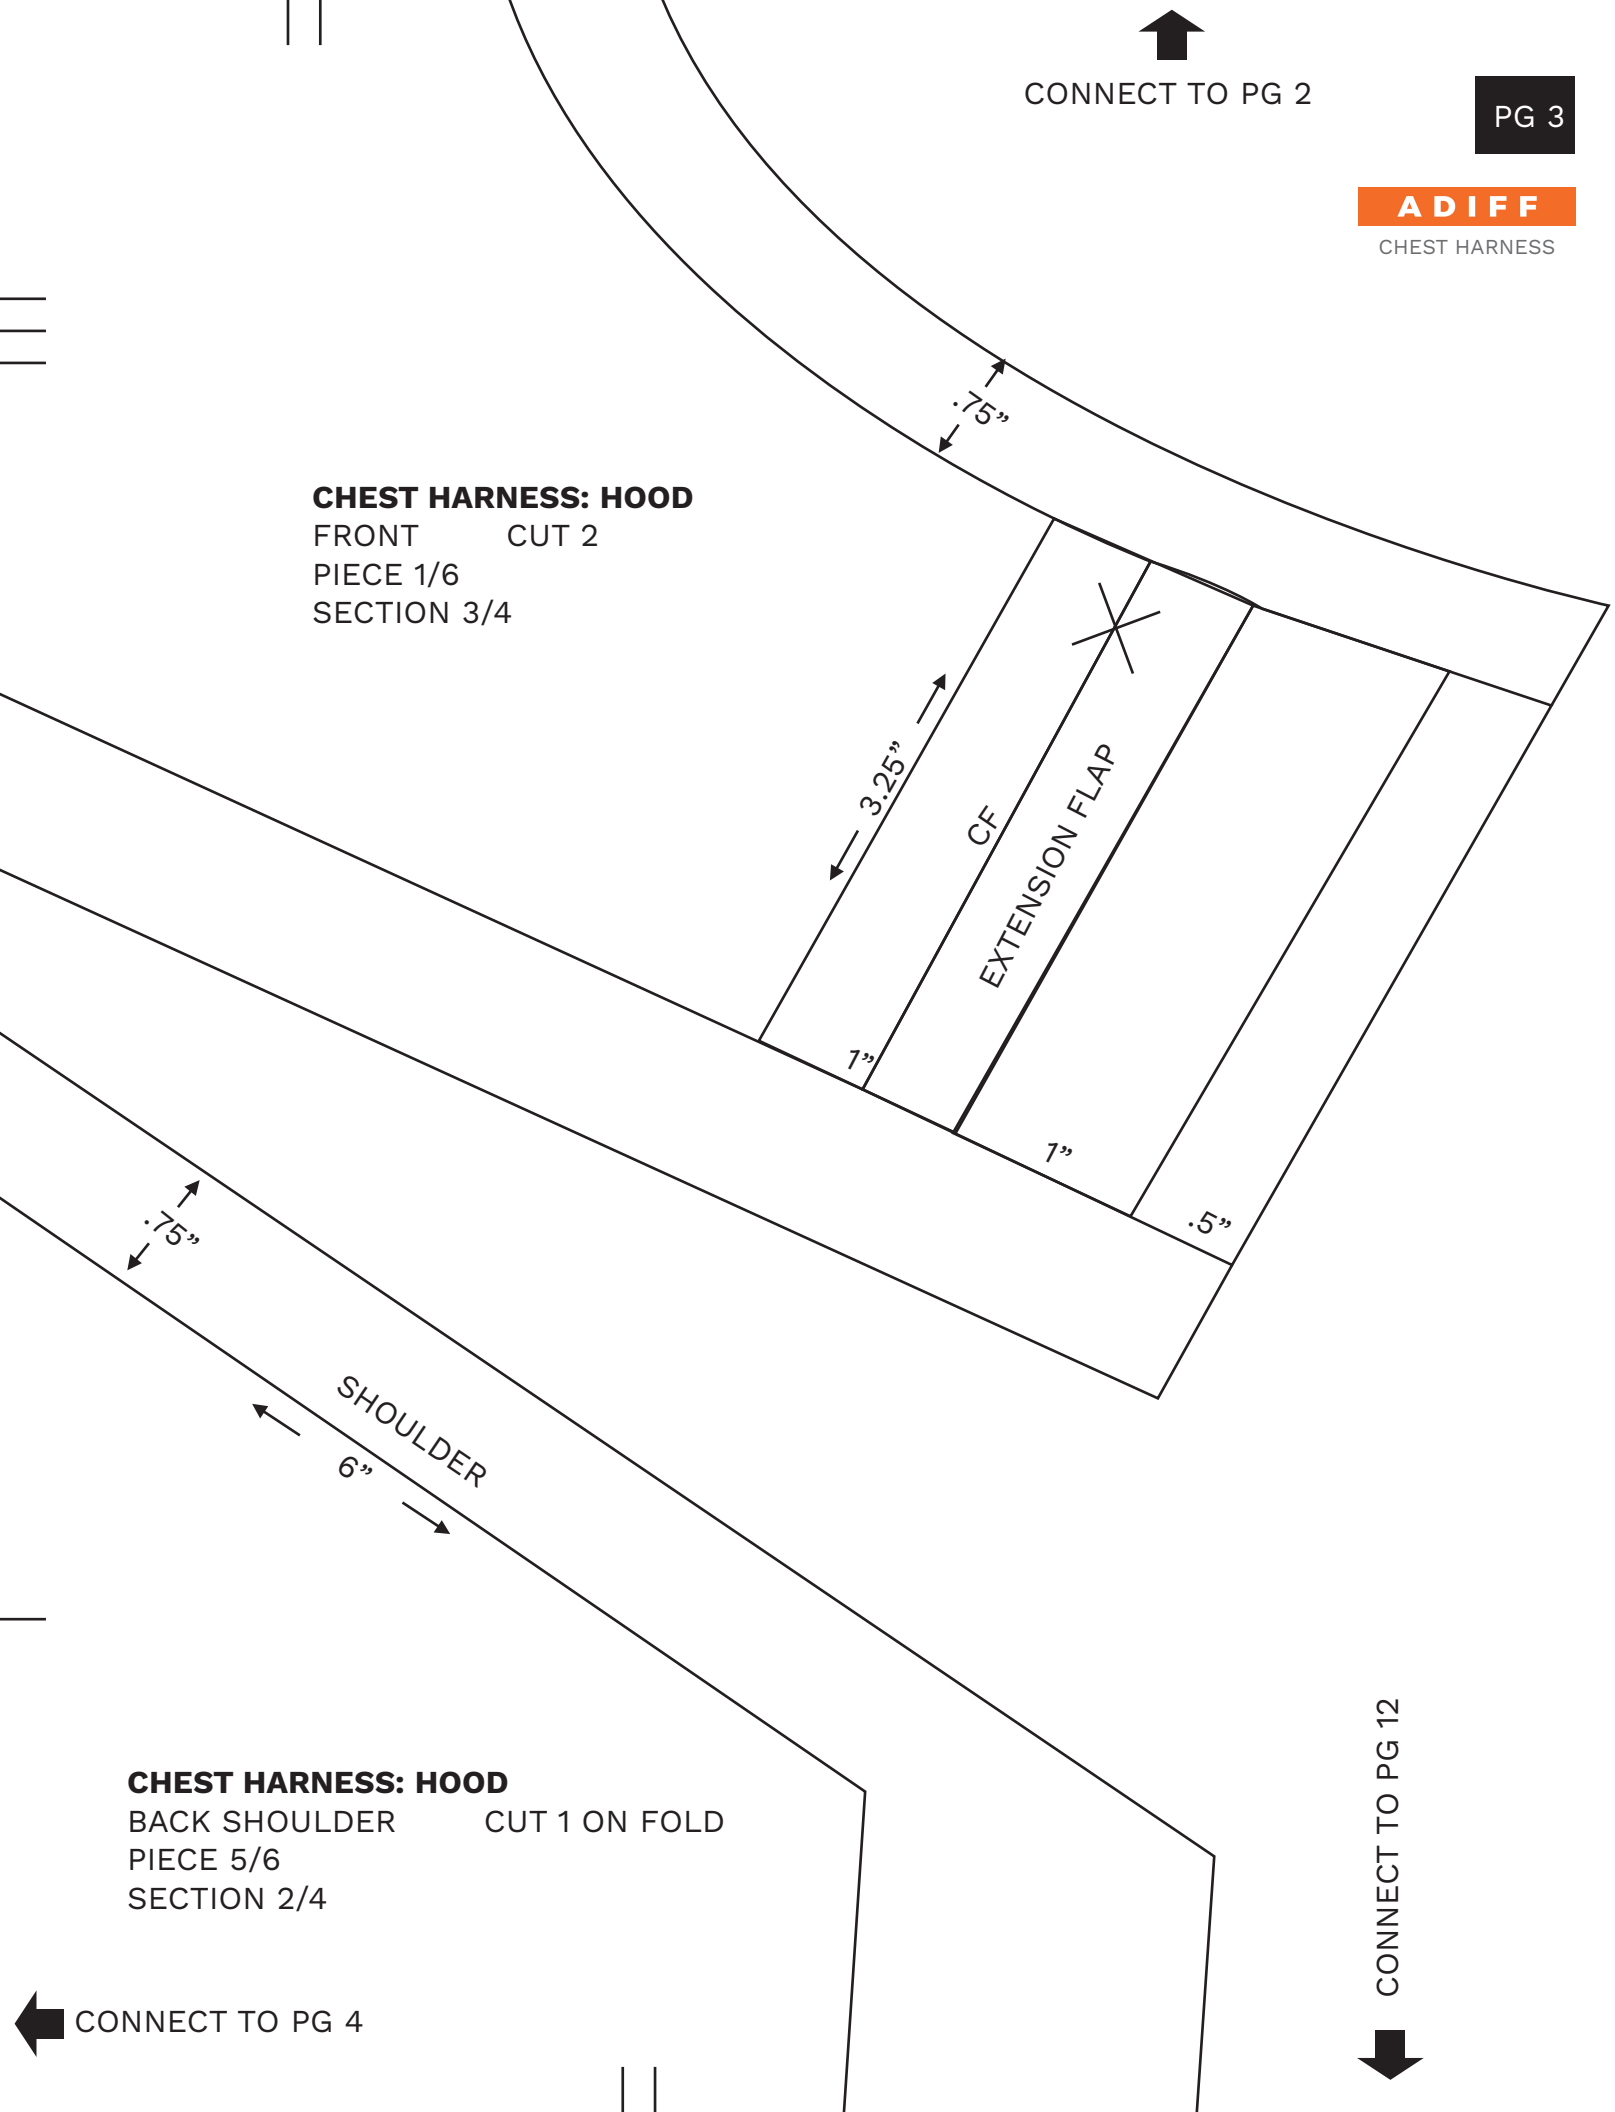 CONNECT TO PG 2
PG 3
ADIFF
CHEST HARNESS
.75”
CHEST HARNESS: HOOD
FRONT CUT 2
PIECE 1/6
SECTION 3/4
3.25”
CF
EXTENSION FLAP
1”
1”
.5”
.75”
SHOULDER
6”
CHEST HARNESS: HOOD
BACK SHOULDER CUT 1 ON FOLD
PIECE 5/6
SECTION 2/4
CONNECT TO PG 12
CONNECT TO PG 4